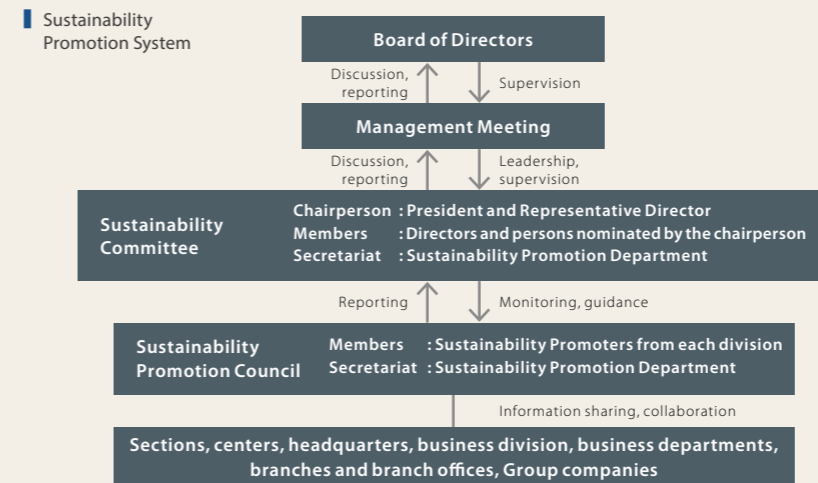 Sustainability
Promotion System
Board of Directors
Discussion,
reporting
Supervision
Management Meeting
Discussion,
reporting
Leadership,
supervision
Sustainability
Committee
Chairperson : President and Representative Director
Members : Directors and persons nominated by the chairperson
Secretariat : Sustainability Promotion Department
Reporting
Monitoring, guidance
Sustainability
Promotion Council
Members : Sustainability Promoters from each division
Secretariat : Sustainability Promotion Department
Information sharing, collaboration
Sections, centers, headquarters, business division, business departments,
branches and branch offices, Group companies